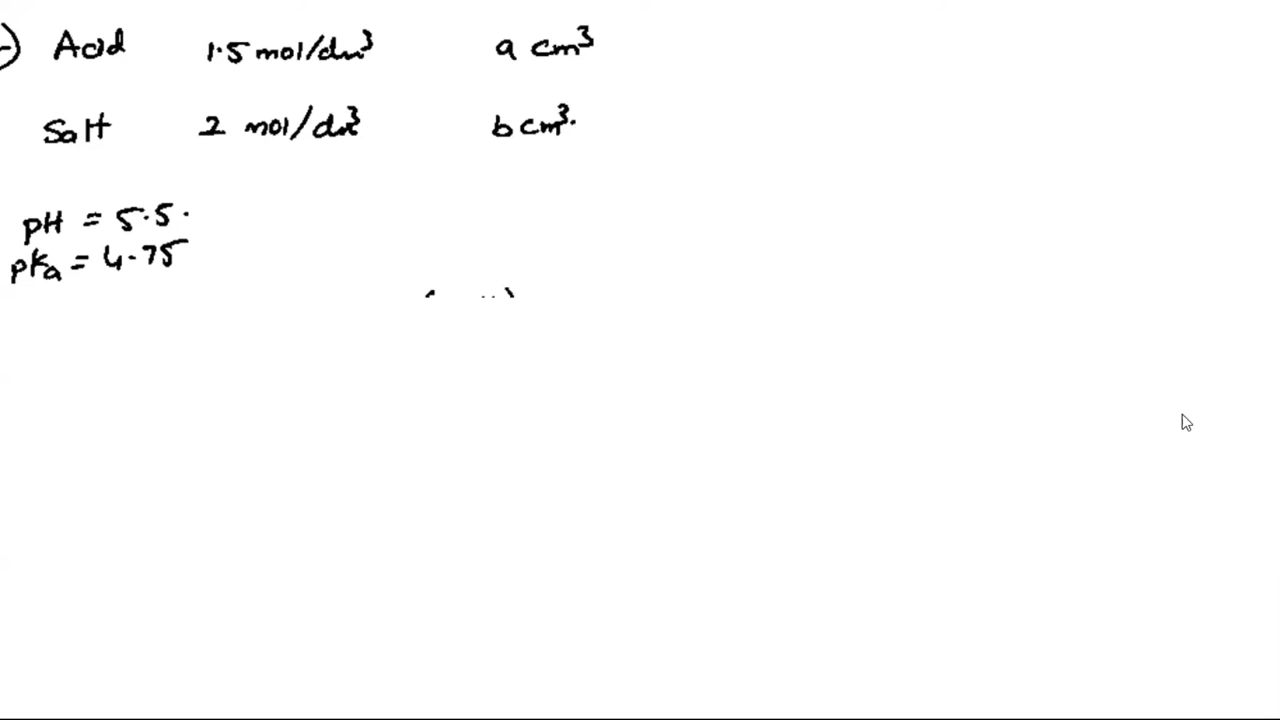 ) Acid 1.5 mol/dm³ a cm³
Salt 2 mol/dm³ b cm³.
pH = 5.5.
pKa = 4.75